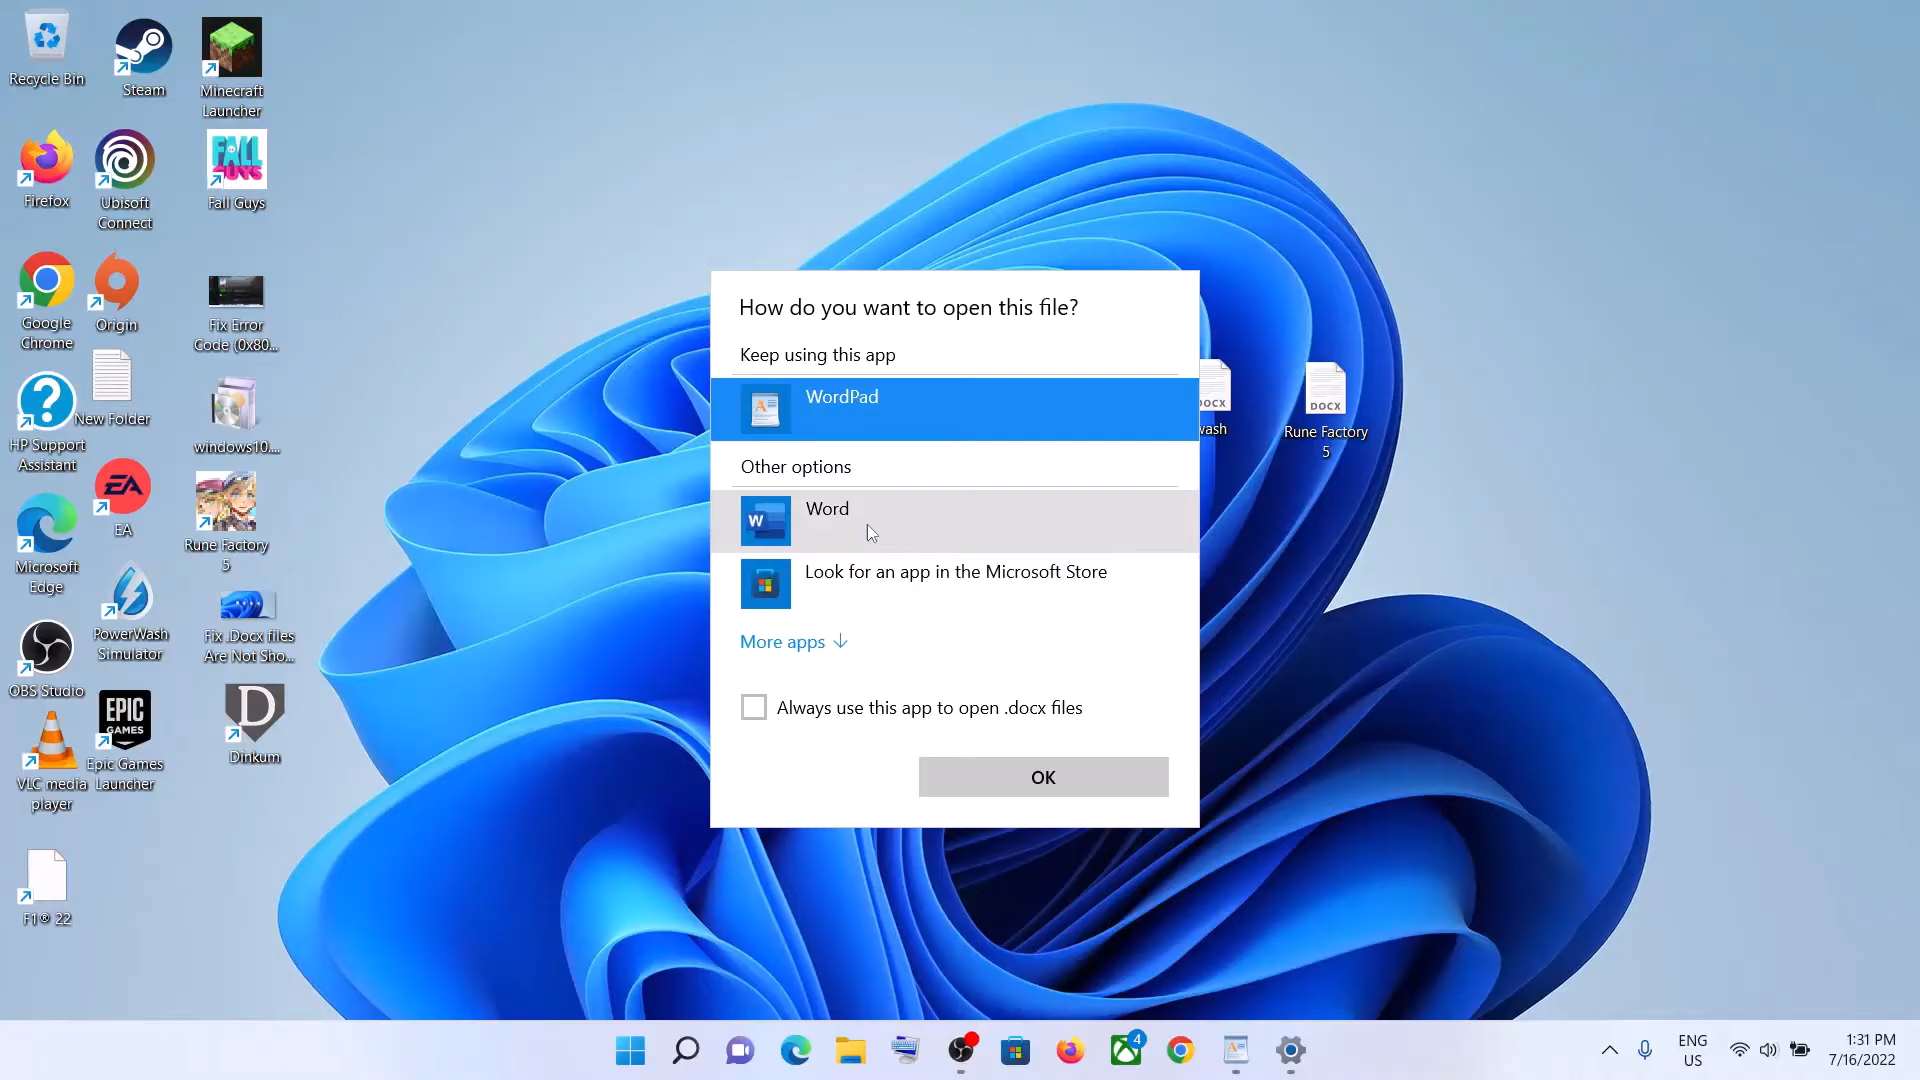 Recycle Bin
Steam
Minecraft
Launcher
Firefox
Ubisoft
Connect
FALL
GUYS
Fall Guys
Google
Chrome
Origin
Fix Error
Code (0x80...
HP Support
Assistant
New Folder
windows10....
EA
EA
Microsoft
Edge
Rune Factory
5
PowerWash
Simulator
Fix .Docx files
Are Not Sho...
OBS Studio
EPIC
GAMES
Epic Games
Launcher
D
Dinkum
VLC media
player
F1® 22
How do you want to open this file?
Keep using this app
A
WordPad
Other options
W
Word
Look for an app in the Microsoft Store
More apps
Always use this app to open .docx files
OK
DOCX
wash
DOCX
Rune Factory
5
4
ENG
US
1:31 PM
7/16/2022